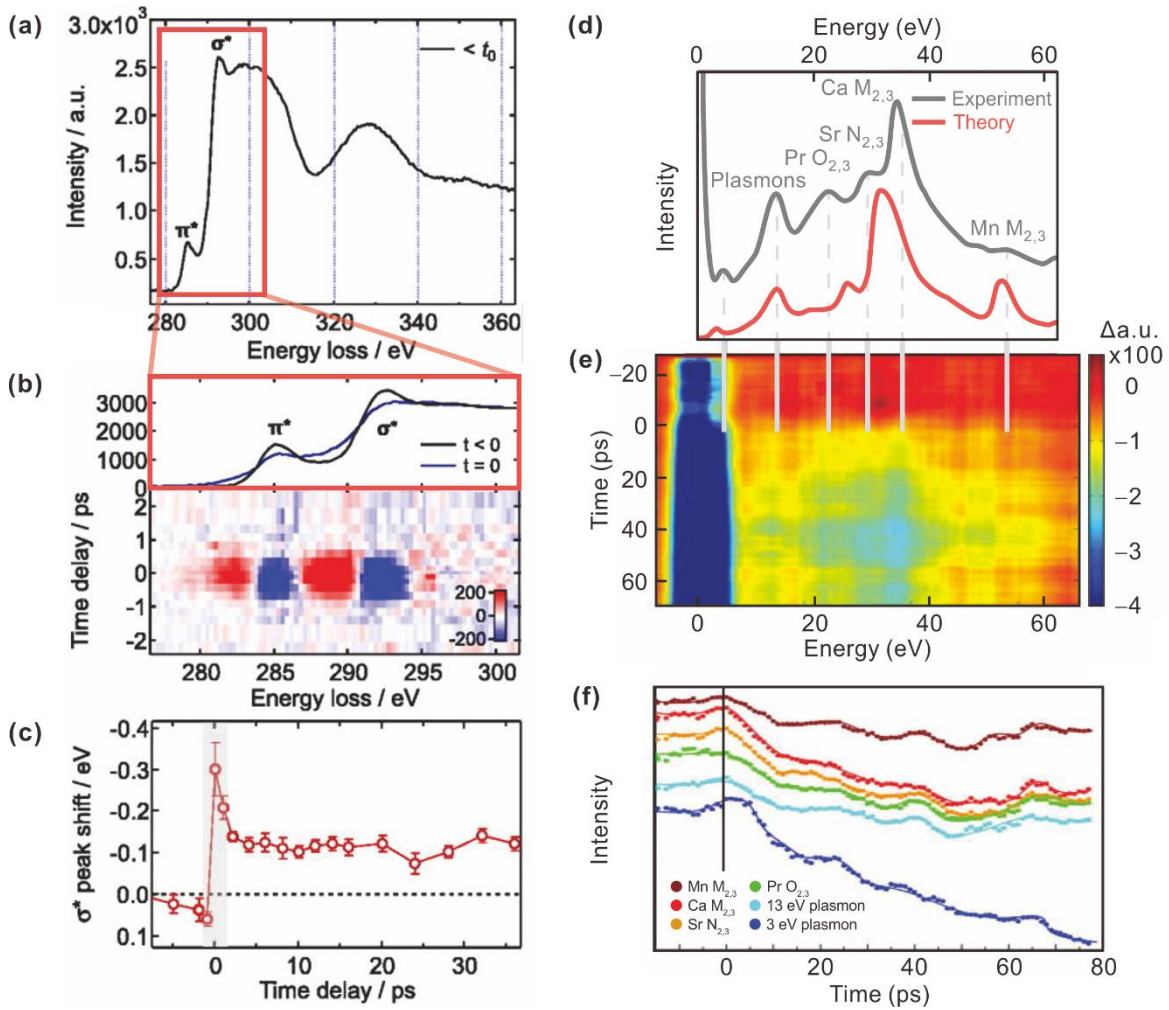 (a)
3.0x10³
2.5
2.0
1.5
1.0
0.5
Intensity / a.u.
σ*
π*
< t₀
280 300 320 340 360
Energy loss / eV
(b)
3000
2000
1000
0
π*
σ*
t < 0
t = 0
2
1
0
-1
-2
Time delay / ps
200
0
-200
280 285 290 295 300
Energy loss / eV
(c)
-0.4
-0.3
-0.2
-0.1
0.0
0.1
σ* peak shift / eV
0 10 20 30
Time delay / ps
(d)
Energy (eV)
0 20 40 60
Intensity
Ca M₂,₃
Experiment
Theory
Sr N₂,₃
Pr O₂,₃
Plasmons
Mn M₂,₃
(e)
Δa.u.
x100
0
−1
−2
−3
−4
−20
0
20
40
60
Time (ps)
0 20 40 60
Energy (eV)
(f)
Intensity
Mn M₂,₃
Ca M₂,₃
Sr N₂,₃
Pr O₂,₃
13 eV plasmon
3 eV plasmon
0 20 40 60 80
Time (ps)